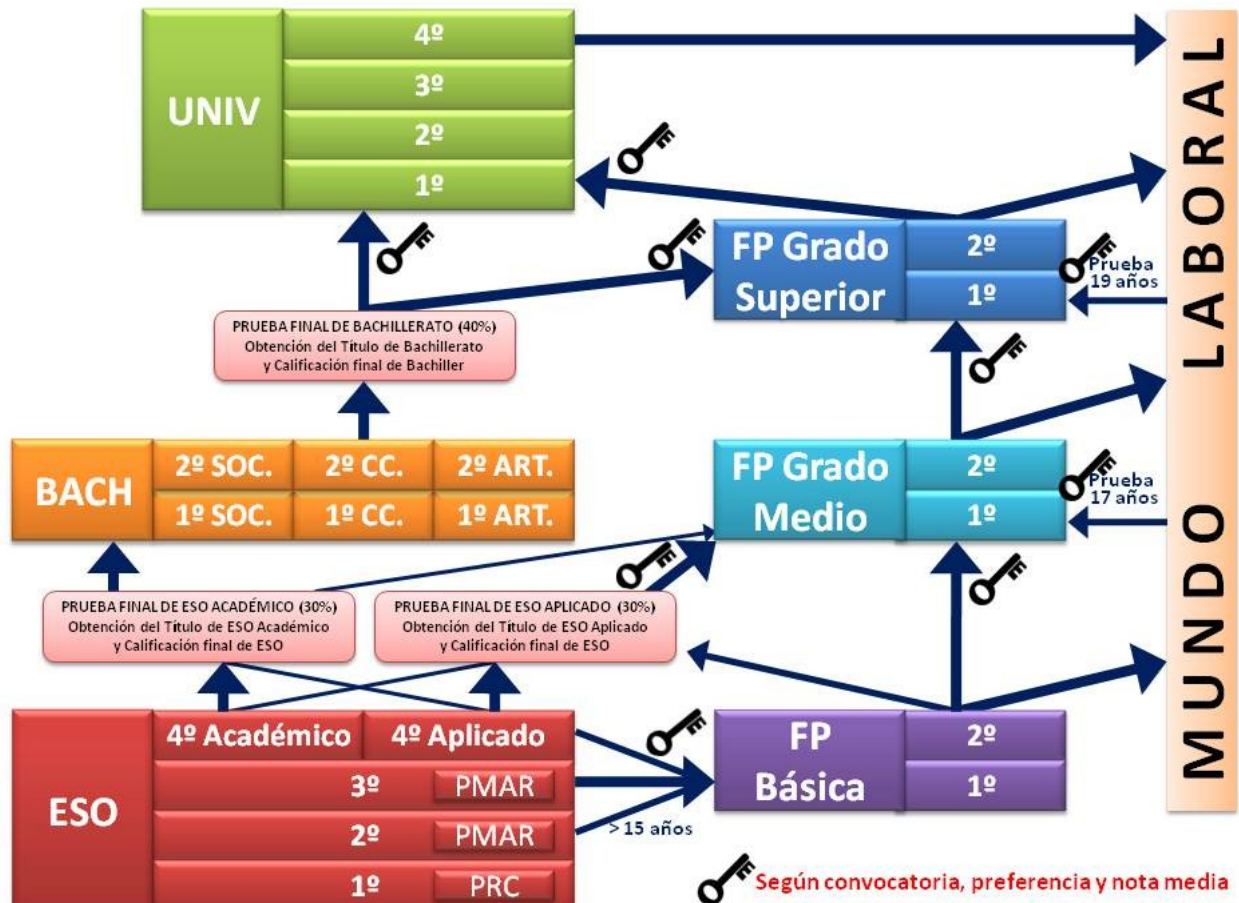 UNIV
4º
3º
2º
1º
FP Grado
Superior
2º
1º
Prueba
19 años
PRUEBA FINAL DE BACHILLERATO (40%)
Obtención del Título de Bachillerato
y Calificación final de Bachiller
BACH
2º SOC.
2º CC.
2º ART.
1º SOC.
1º CC.
1º ART.
FP Grado
Medio
2º
1º
Prueba
17 años
PRUEBA FINAL DE ESO ACADÉMICO (30%)
Obtención del Título de ESO Académico
y Calificación final de ESO
PRUEBA FINAL DE ESO APLICADO (30%)
Obtención del Título de ESO Aplicado
y Calificación final de ESO
ESO
4º Académico
4º Aplicado
3º
PMAR
2º
PMAR
1º
PRC
> 15 años
FP
Básica
2º
1º
MUNDO LABORAL
Según convocatoria, preferencia y nota media